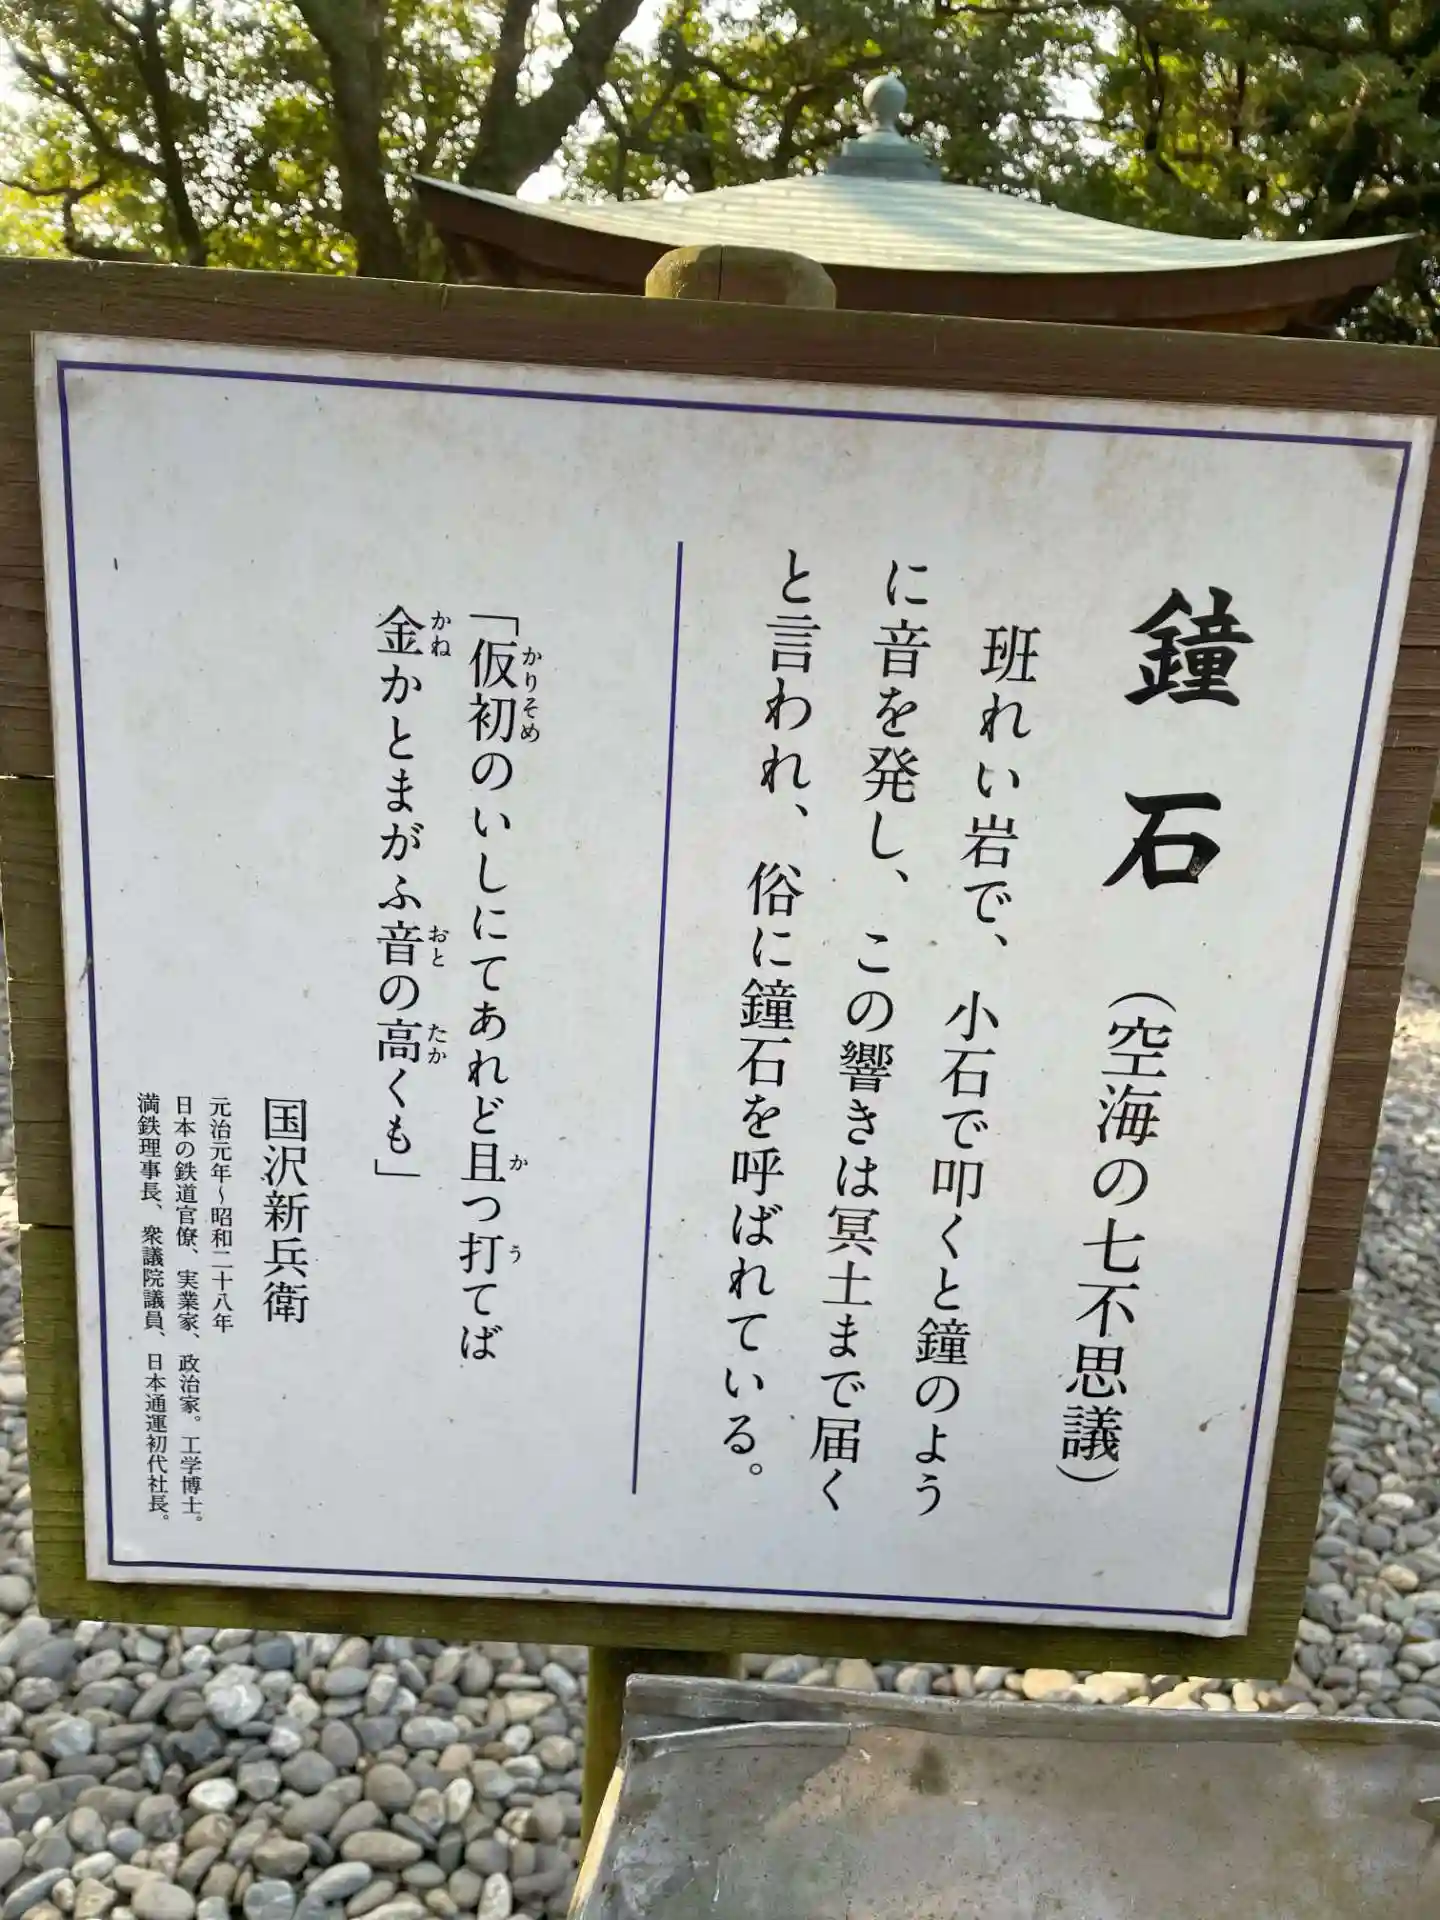 鐘石（空海の七不思議）
班れい岩で、小石で叩くと鐘のよう
に音を発し、この響きは冥土まで届く
と言われ、俗に鐘石を呼ばれている。
「仮初のいしにてあれど且つ打てば
かりそめ
か
う
金かとまがふ音の高くも」
かね
おと
たか
国沢新兵衛
元治元年～昭和二十八年
日本の鉄道官僚、実業家、政治家。工学博士。
満鉄理事長、衆議院議員、日本通運初代社長。